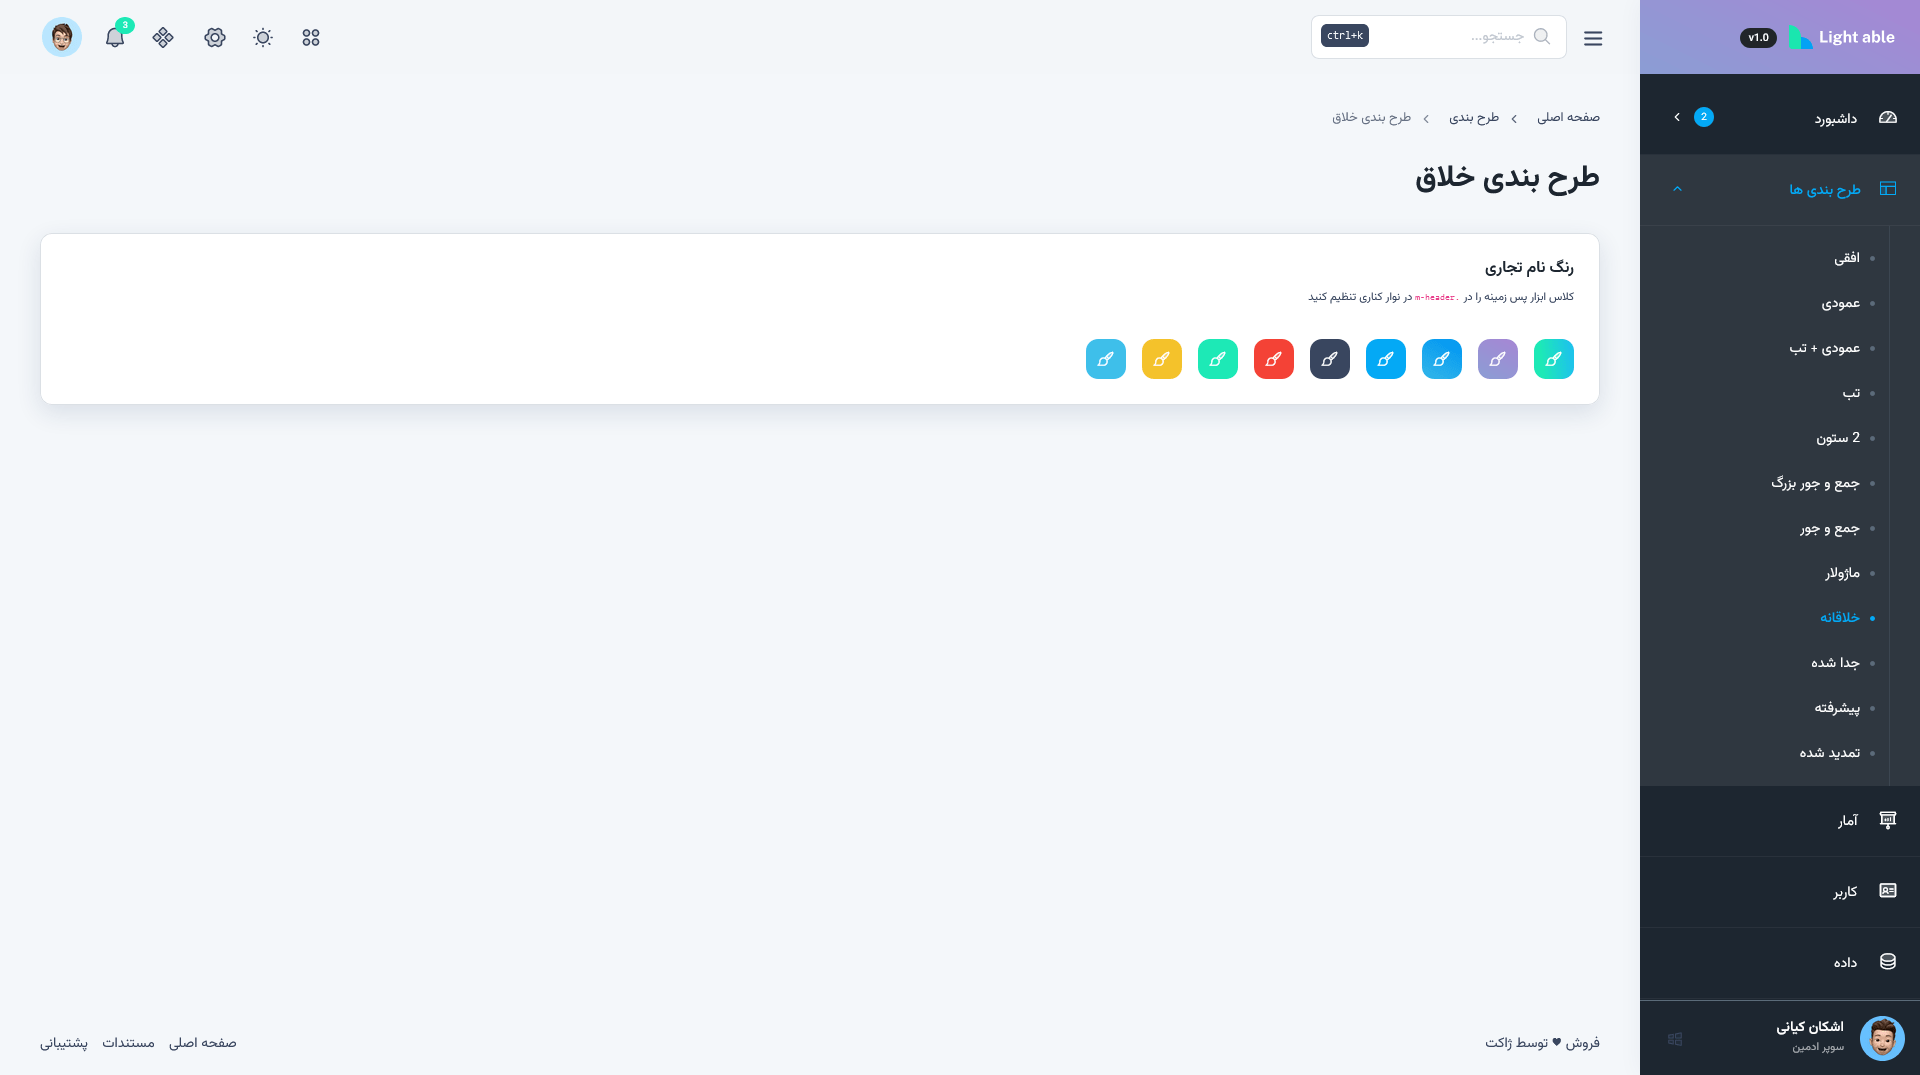 Light able v1.0
جستجو... ctrl+k
3
داشبورد 2
طرح بندی ها
افقی
عمودی
عمودی + تب
تب
2 ستون
جمع و جور بزرگ
جمع و جور
ماژولار
خلاقانه
جدا شده
پیشرفته
تمدید شده
آمار
کاربر
داده
اشکان کیانی
سوپر ادمین
صفحه اصلی طرح بندی طرح بندی خلاق
طرح بندی خلاق
رنگ نام تجاری
کلاس ابزار پس زمینه را در .m-header در نوار کناری تنظیم کنید
فروش ♥ توسط ژاکت
صفحه اصلی مستندات پشتیبانی